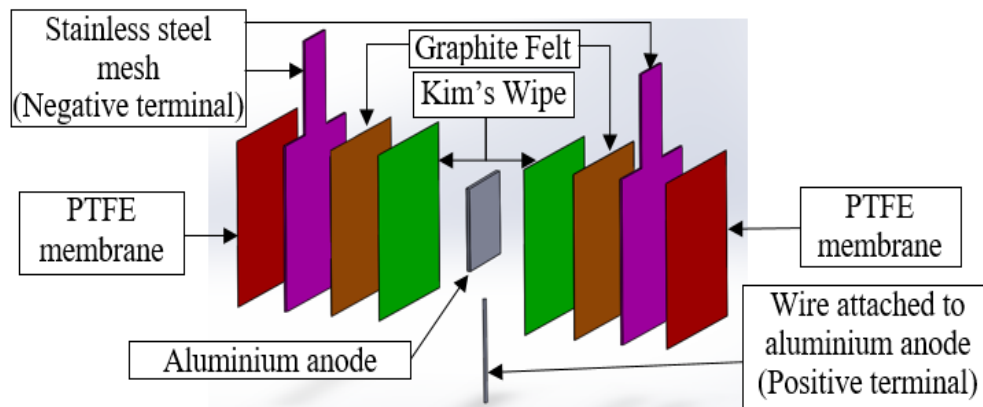 Stainless steel
mesh
(Negative terminal)
Graphite Felt
Kim's Wipe
PTFE
membrane
PTFE
membrane
Aluminium anode
Wire attached to
aluminium anode
(Positive terminal)